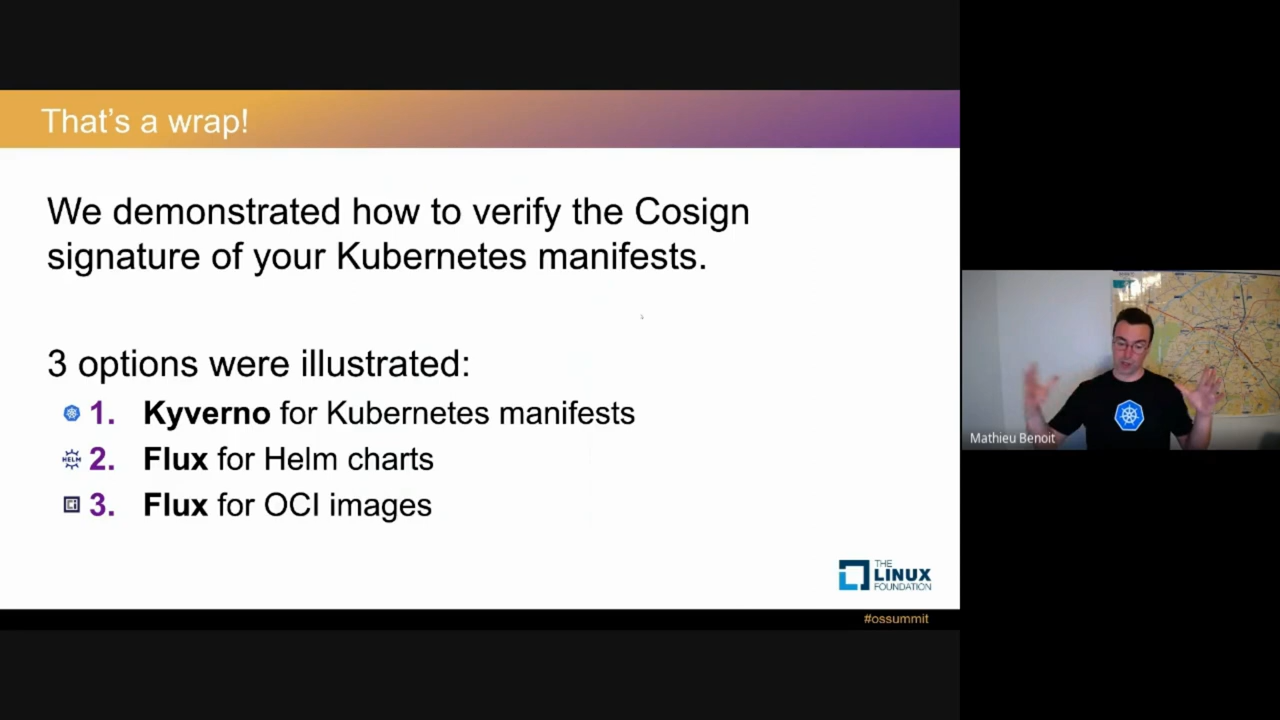 That's a wrap!
We demonstrated how to verify the Cosign
signature of your Kubernetes manifests.
3 options were illustrated:
1. Kyverno for Kubernetes manifests
HELM 2. Flux for Helm charts
3. Flux for OCI images
THE
LINUX
FOUNDATION
#ossummit
Mathieu Benoit